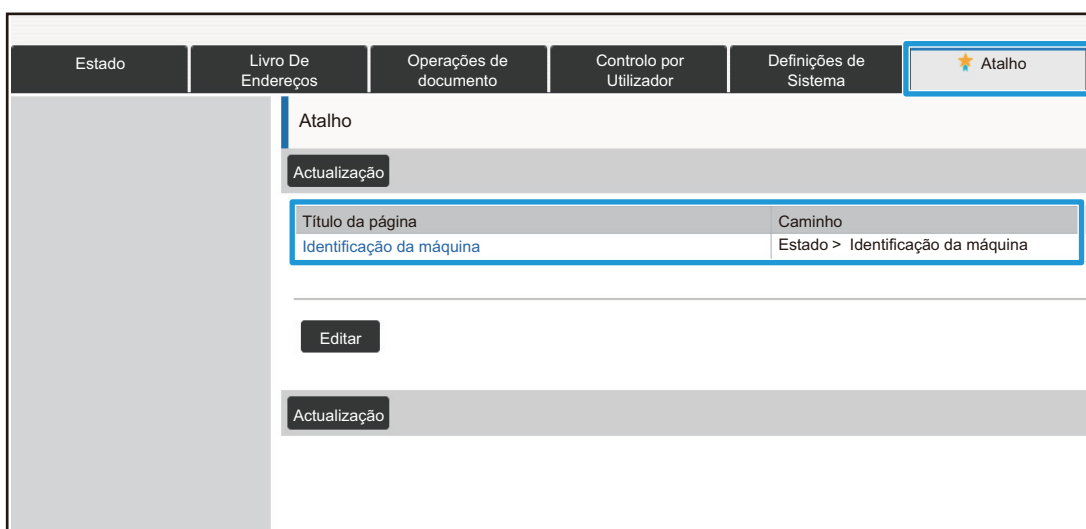 Estado
Livro De
Endereços
Operações de
documento
Controlo por
Utilizador
Definições de
Sistema
Atalho
Atalho
Actualização
Título da página Caminho
Identificação da máquina Estado > Identificação da máquina
Editar
Actualização